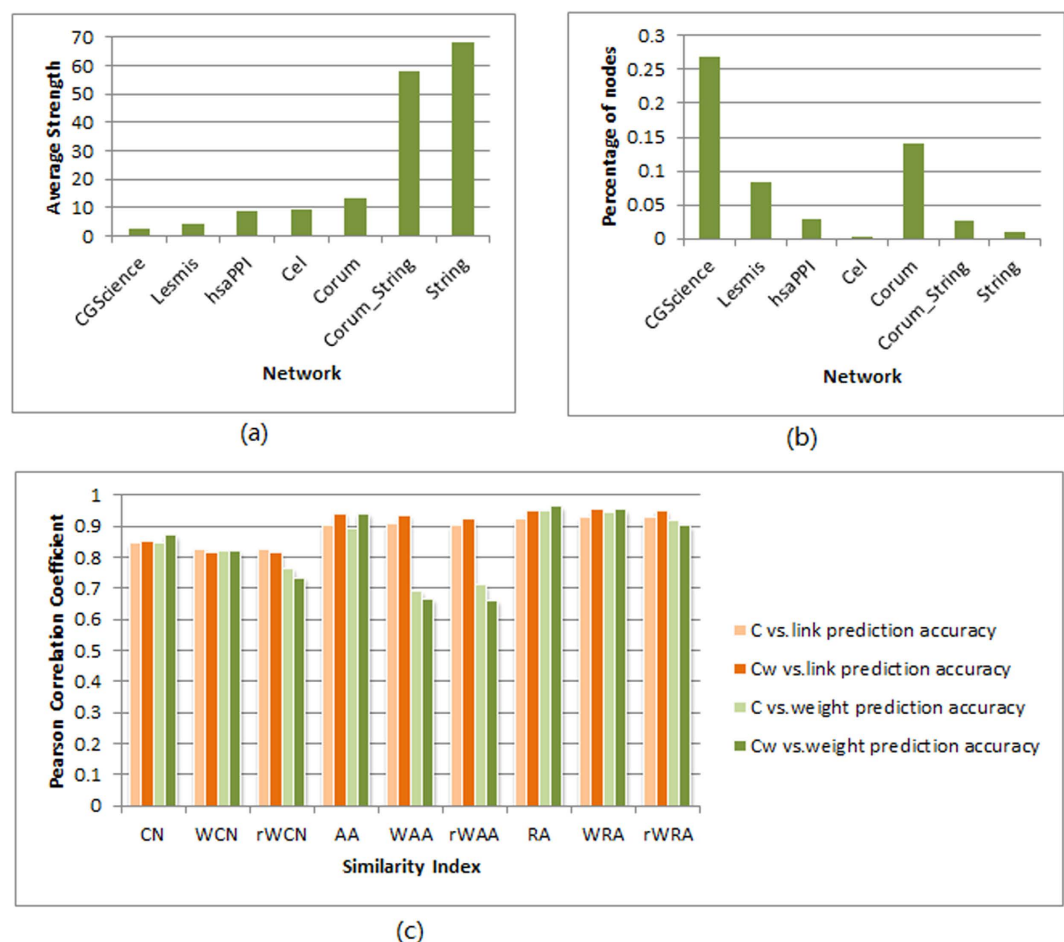 70
60
50
40
30
20
10
0
Average Strength
CGScience
Lesmis
hsaPPI
Cel
Corum
Corum_String
String
Network
(a)
0.3
0.25
0.2
0.15
0.1
0.05
0
Percentage of nodes
CGScience
Lesmis
hsaPPI
Cel
Corum
Corum_String
String
Network
(b)
1
0.9
0.8
0.7
0.6
0.5
0.4
0.3
0.2
0.1
0
Pearson Correlation Coefficient
CN WCN rWCN AA WAA rWAA RA WRA rWRA
Similarity Index
C vs.link prediction accuracy
Cw vs.link prediction accuracy
C vs.weight prediction accuracy
Cw vs.weight prediction accuracy
(c)